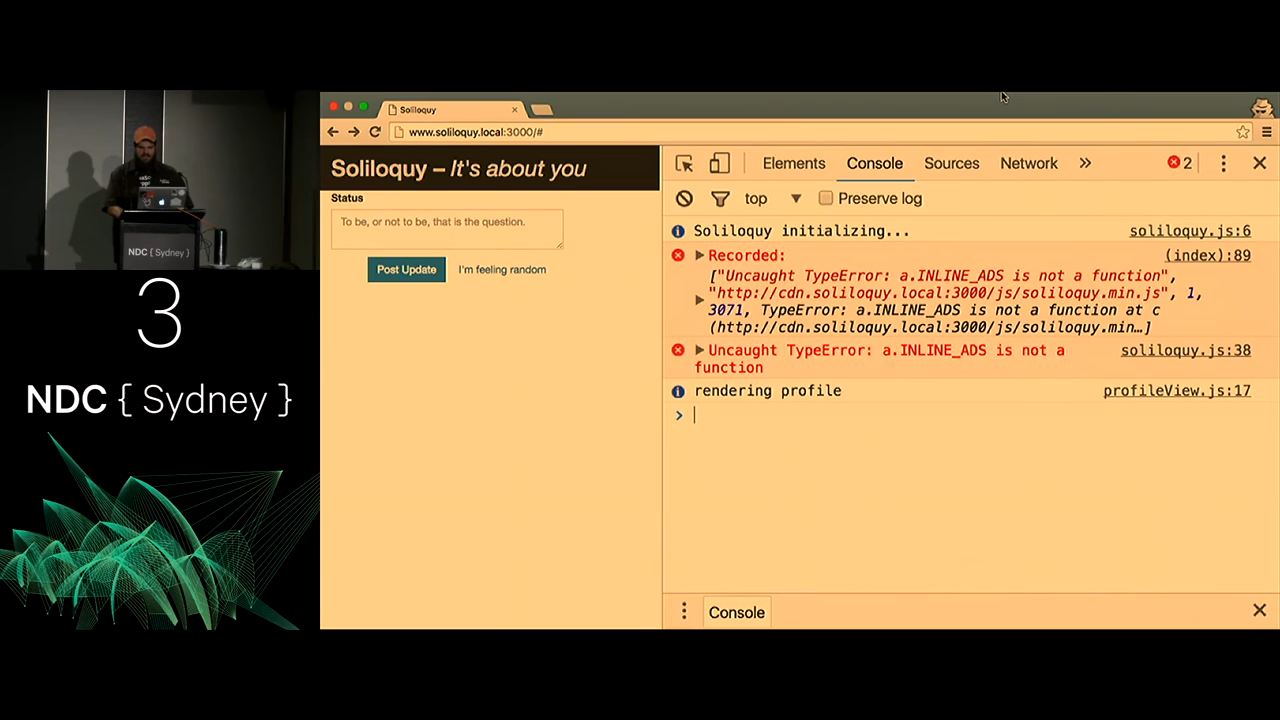 NDC { Sydney }
3
NDC { Sydney }
Soliloquy
www.soliloquy.local:3000/#
Soliloquy – It's about you
Status
To be, or not to be, that is the question.
Post Update I'm feeling random
Elements Console Sources Network » 2
top Preserve log
Soliloquy initializing... soliloquy.js:6
Recorded: (index):89
["Uncaught TypeError: a.INLINE_ADS is not a function",
"http://cdn.soliloquy.local:3000/js/soliloquy.min.js", 1,
3071, TypeError: a.INLINE_ADS is not a function at c
(http://cdn.soliloquy.local:3000/js/soliloquy.min…]
Uncaught TypeError: a.INLINE_ADS is not a soliloquy.js:38
function
rendering profile profileView.js:17
>
Console